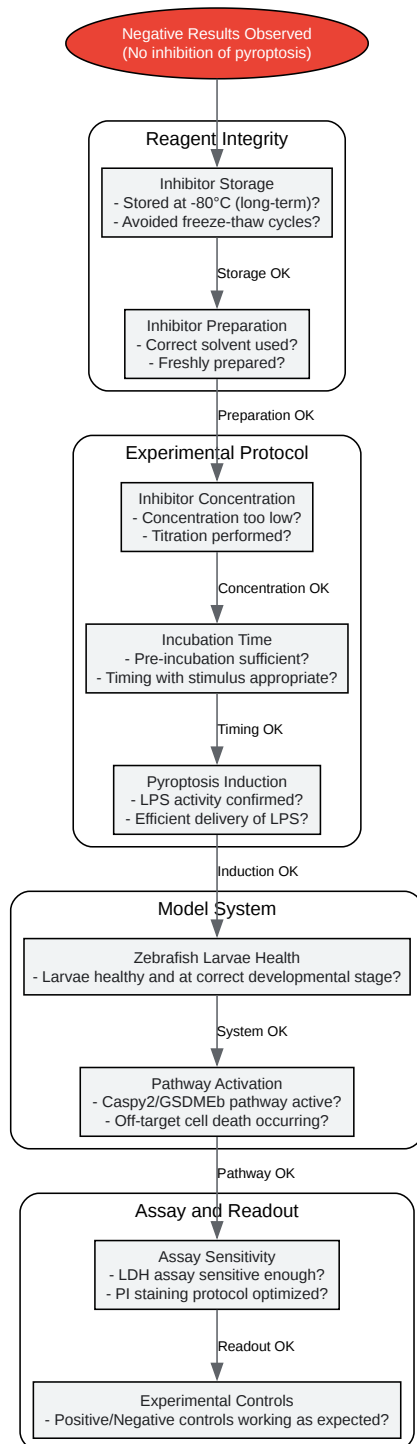 Negative Results Observed
(No inhibition of pyroptosis)
Reagent Integrity
Inhibitor Storage
- Stored at -80°C (long-term)?
- Avoided freeze-thaw cycles?
Storage OK
Inhibitor Preparation
- Correct solvent used?
- Freshly prepared?
Preparation OK
Experimental Protocol
Inhibitor Concentration
- Concentration too low?
- Titration performed?
Concentration OK
Incubation Time
- Pre-incubation sufficient?
- Timing with stimulus appropriate?
Timing OK
Pyroptosis Induction
- LPS activity confirmed?
- Efficient delivery of LPS?
Induction OK
Model System
Zebrafish Larvae Health
- Larvae healthy and at correct developmental stage?
System OK
Pathway Activation
- Caspy2/GSDMEb pathway active?
- Off-target cell death occurring?
Pathway OK
Assay and Readout
Assay Sensitivity
- LDH assay sensitive enough?
- PI staining protocol optimized?
Readout OK
Experimental Controls
- Positive/Negative controls working as expected?